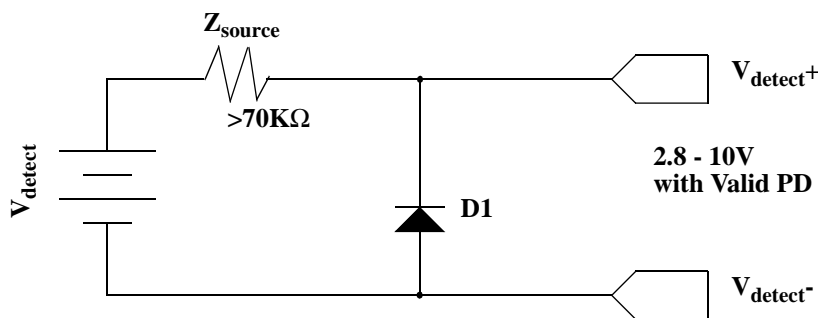 Zsource
>70KΩ
Vdetect
D1
Vdetect+
2.8 - 10V
with Valid PD
Vdetect-